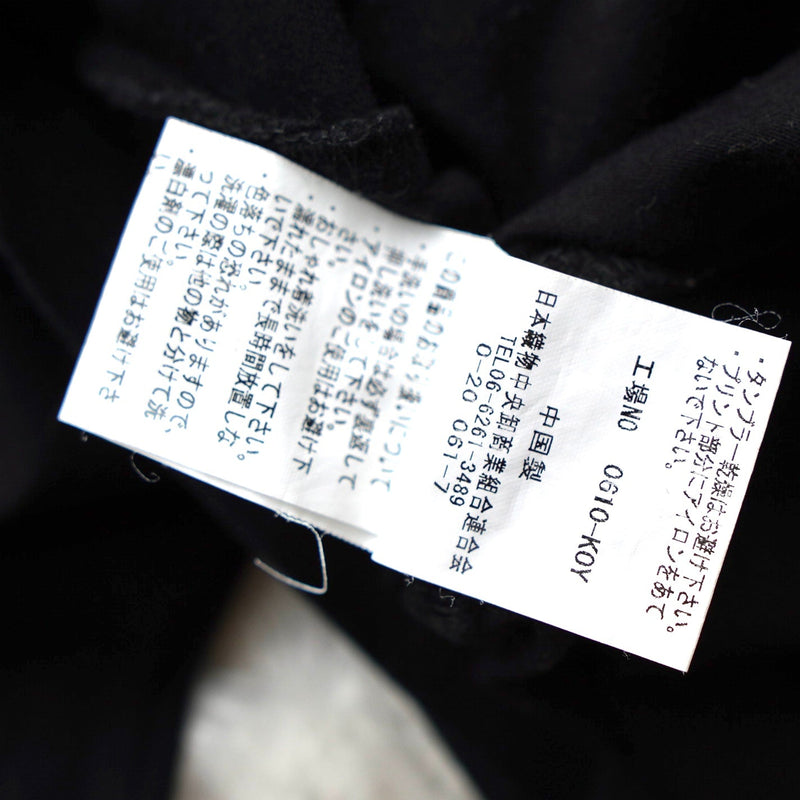 ・タンブラー乾燥はお避け下さい。
・プリント部分にアイロンをあて
ないで下さい。
工場NO 0610-KOY
中国製
日本織物中央卸商業組合連合会
TEL06-6261-3489
O-20 061-7
この商品のお取り扱いについて
・手洗いの場合は必ず裏返して
押し洗いをして下さい。
・アイロンのご使用はお避け下
さい。
・おしゃれ着洗いをして下さい。
・濡れたままで長時間放置しな
いで下さい。
・色落ちの恐れがありますので、
洗濯の際は他の物と分けて洗
って下さい。
・漂白剤のご使用はお避け下さ
い。